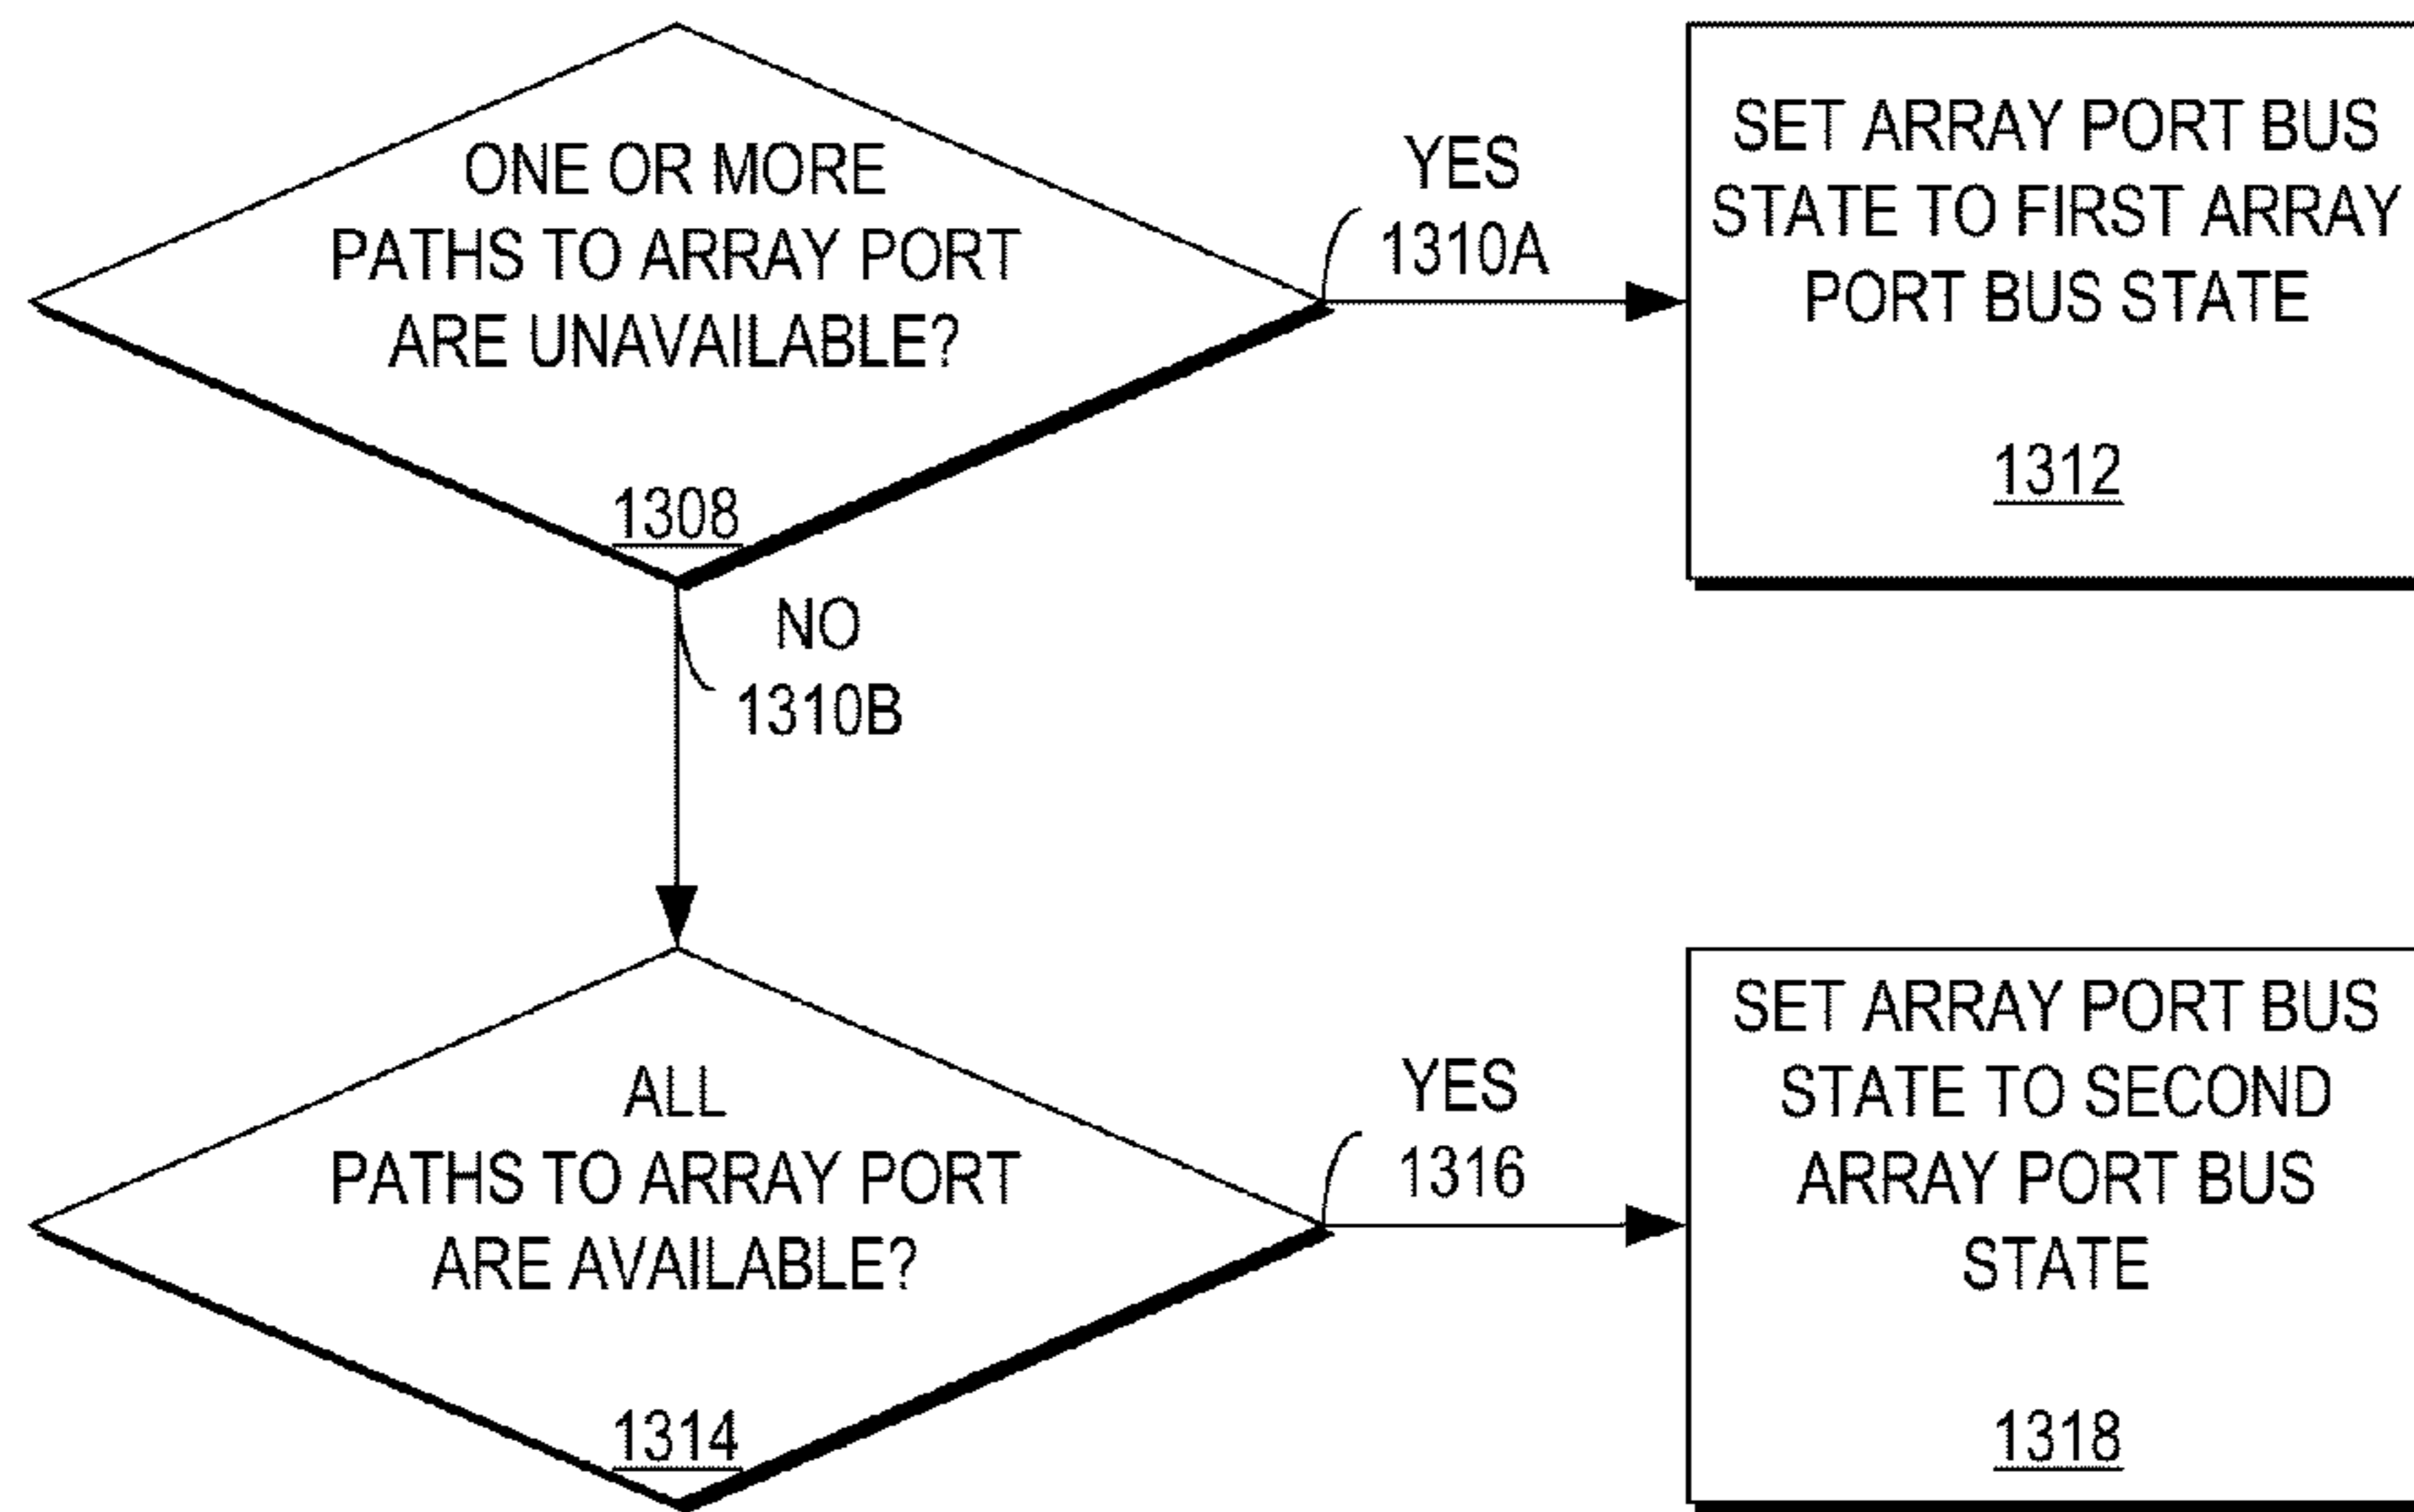 ONE OR MORE
PATHS TO ARRAY PORT
ARE UNAVAILABLE?
1308
YES
1310A
SET ARRAY PORT BUS
STATE TO FIRST ARRAY
PORT BUS STATE
1312
NO
1310B
ALL
PATHS TO ARRAY PORT
ARE AVAILABLE?
1314
YES
1316
SET ARRAY PORT BUS
STATE TO SECOND
ARRAY PORT BUS
STATE
1318